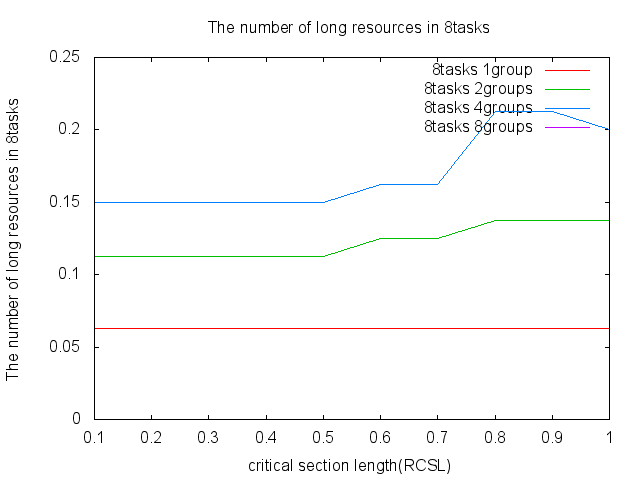 The number of long resources in 8tasks
0.25
0.2
0.15
0.1
0.05
0
The number of long resources in 8tasks
8tasks 1group
8tasks 2groups
8tasks 4groups
8tasks 8groups
0.1 0.2 0.3 0.4 0.5 0.6 0.7 0.8 0.9 1
critical section length(RCSL)